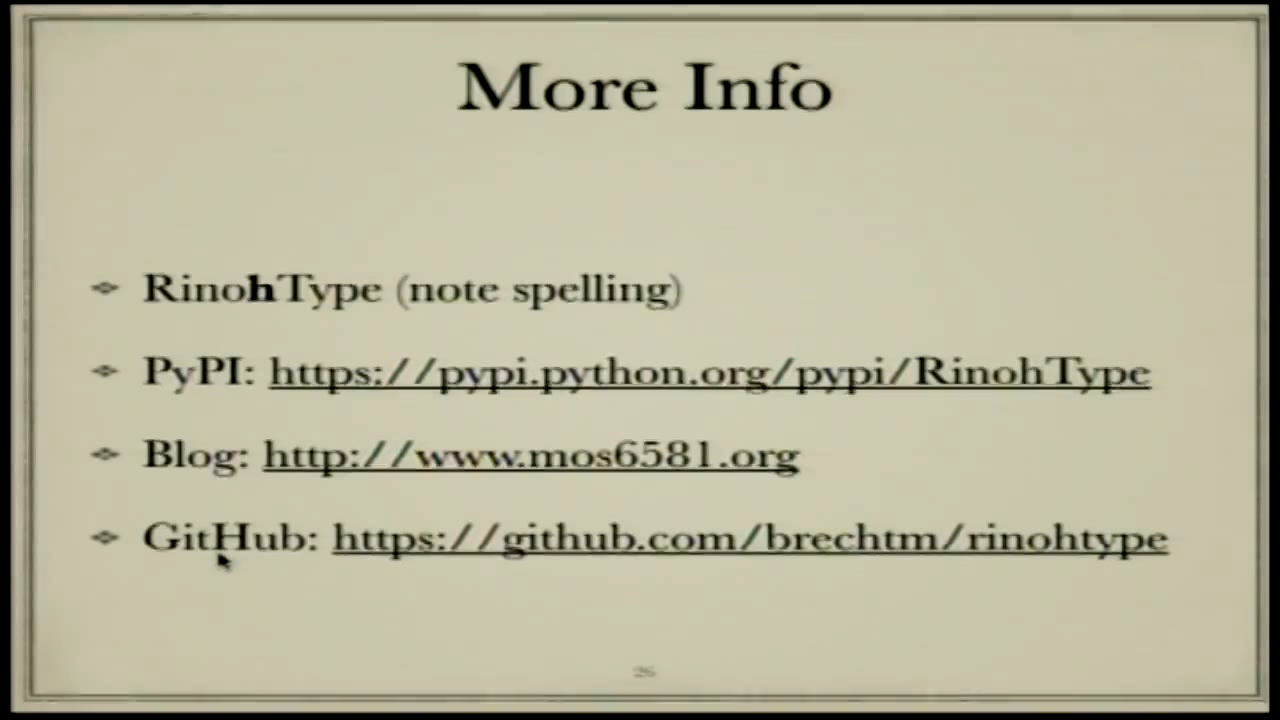 More Info
RinohType (note spelling)
PyPI: https://pypi.python.org/pypi/RinohType
Blog: http://www.mos6581.org
GitHub: https://github.com/brechtm/rinohtype